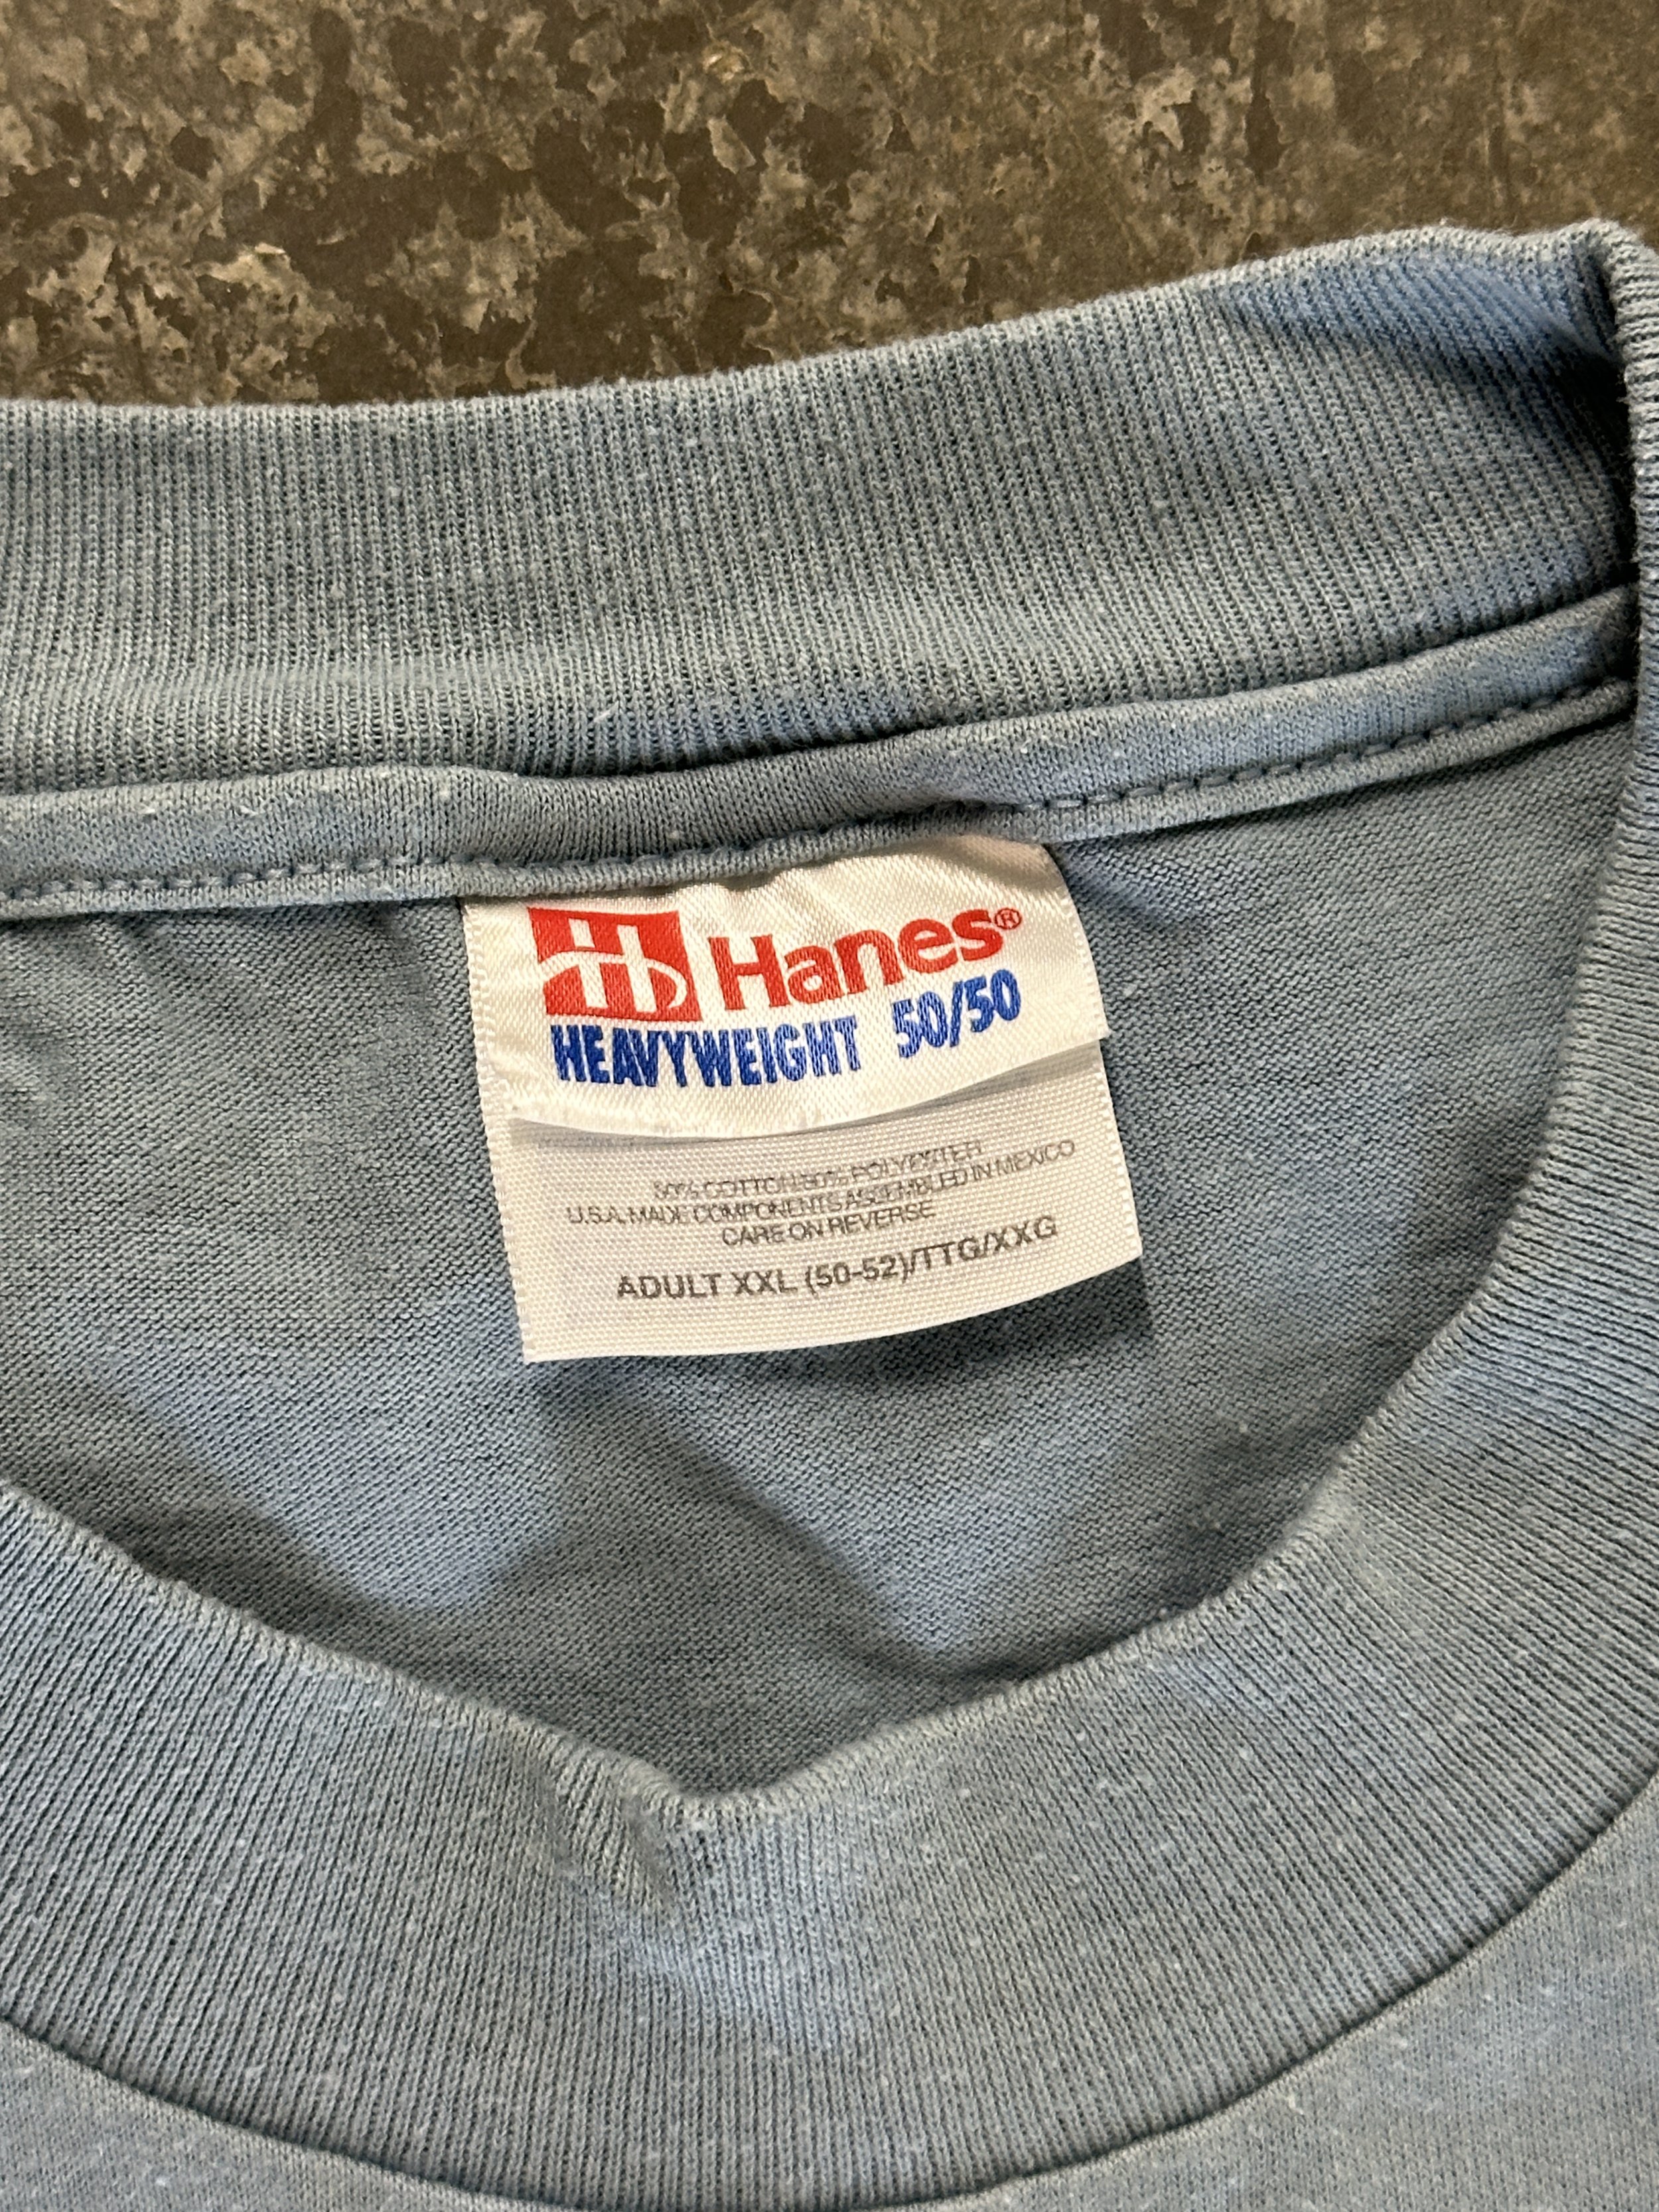 Hanes®
HEAVYWEIGHT 50/50
50% COTTON 50% POLYESTER
U.S.A. MADE COMPONENTS ASSEMBLED IN MEXICO
CARE ON REVERSE
ADULT XXL (50-52)/TTG/XXG